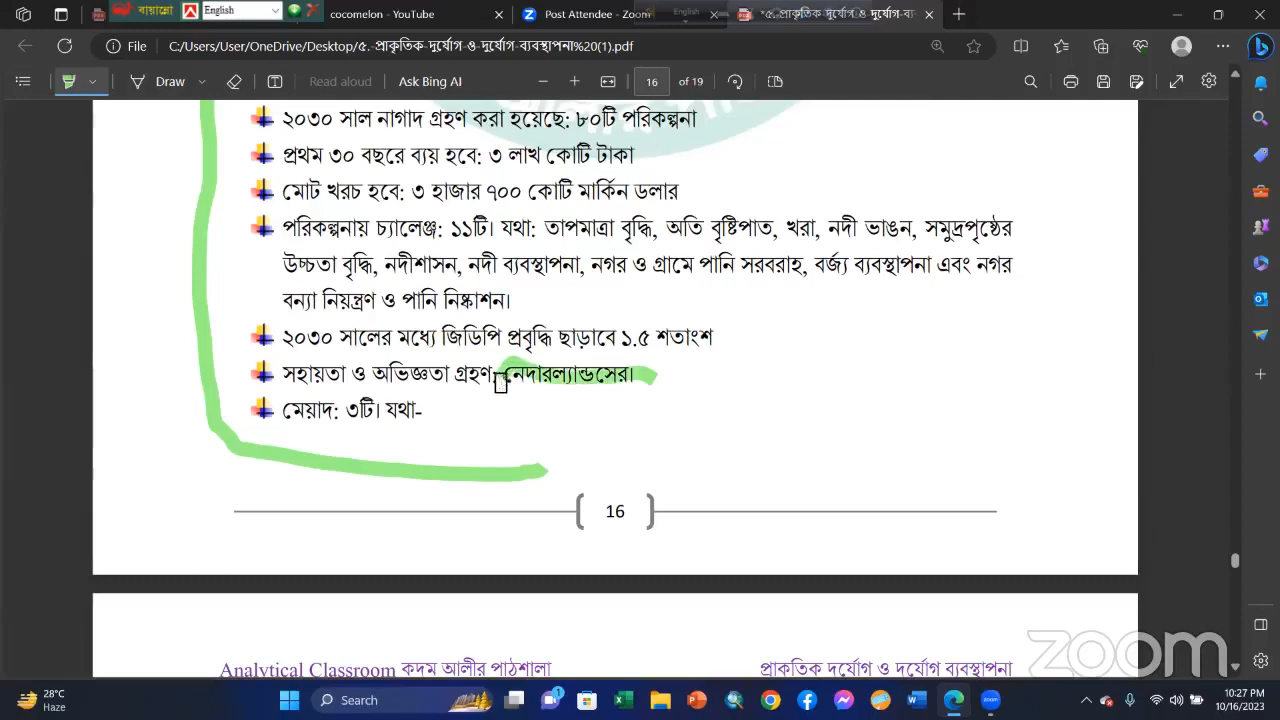 বায়ান্নো English cocomelon - YouTube Post Attendee - Zoom English প্রাকৃতিক দুর্যোগ ও দুর্যোগ ব্যবস্থাপ
File C:/Users/User/OneDrive/Desktop/৫.-প্রাকৃতিক-দুর্যোগ-ও-দুর্যোগ-ব্যবস্থাপনা%20(1).pdf
Draw Read aloud Ask Bing AI 16 of 19
২০৩০ সাল নাগাদ গ্রহণ করা হয়েছে: ৮০টি পরিকল্পনা
প্রথম ৩০ বছরে ব্যয় হবে: ৩ লাখ কোটি টাকা
মোট খরচ হবে: ৩ হাজার ৭০০ কোটি মার্কিন ডলার
পরিকল্পনায় চ্যালেঞ্জ: ১১টি। যথা: তাপমাত্রা বৃদ্ধি, অতি বৃষ্টিপাত, খরা, নদী ভাঙন, সমুদ্রপৃষ্ঠের
উচ্চতা বৃদ্ধি, নদীশাসন, নদী ব্যবস্থাপনা, নগর ও গ্রামে পানি সরবরাহ, বর্জ্য ব্যবস্থাপনা এবং নগর
বন্যা নিয়ন্ত্রণ ও পানি নিষ্কাশন।
২০৩০ সালের মধ্যে জিডিপি প্রবৃদ্ধি ছাড়াবে ১.৫ শতাংশ
সহায়তা ও অভিজ্ঞতা গ্রহণ: নেদারল্যান্ডসের।
মেয়াদ: ৩টি। যথা-
16
Analytical Classroom কদম আলীর পাঠশালা প্রাকৃতিক দুর্যোগ ও দুর্যোগ ব্যবস্থাপনা
zoom
28°C
Haze
Search
10:27 PM
10/16/2023